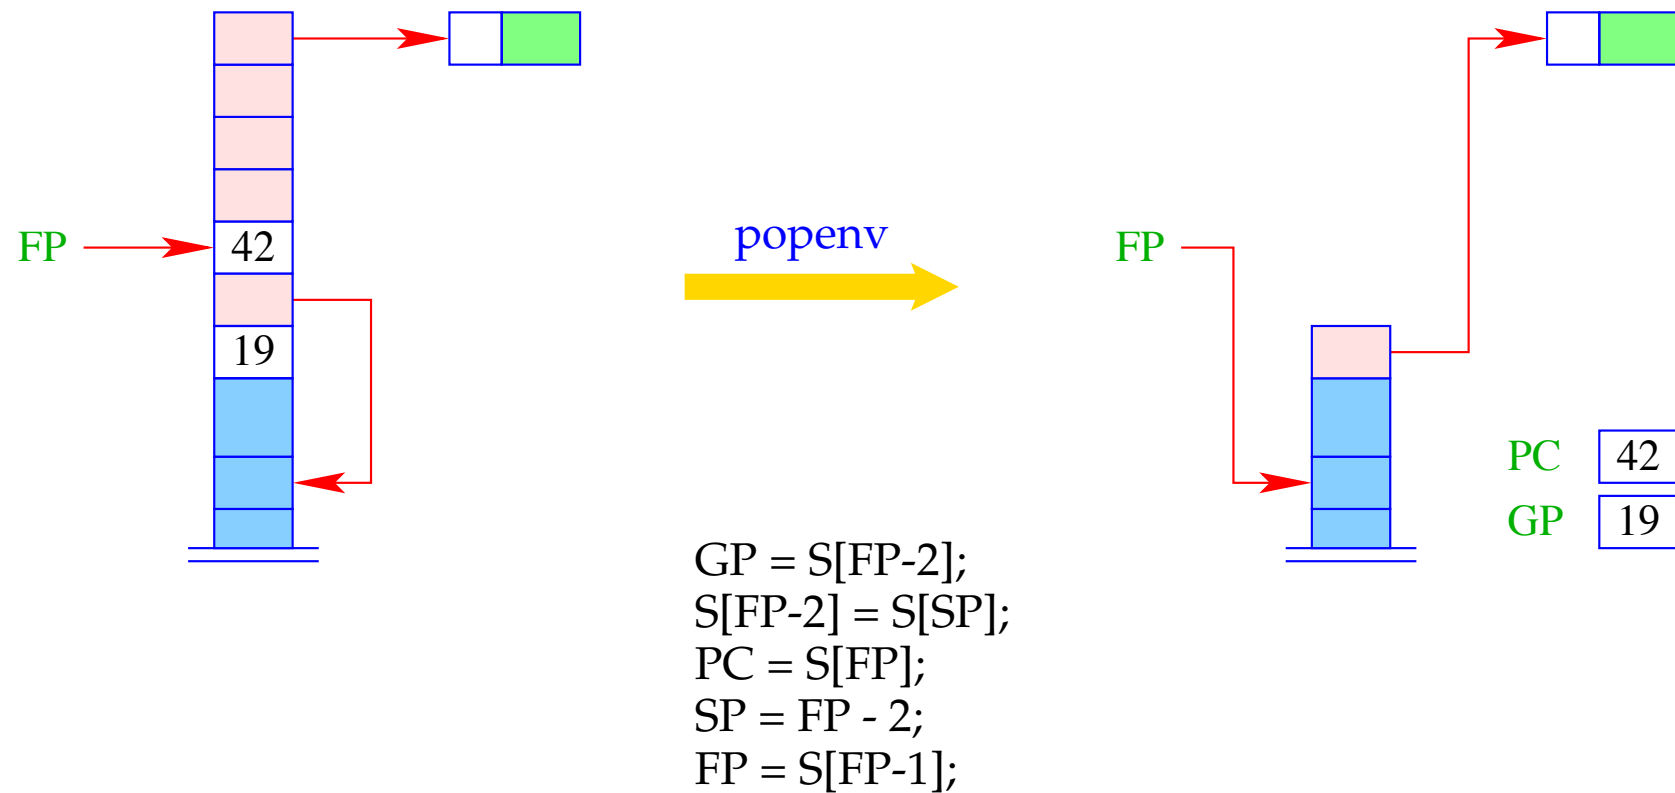 FP
42
19
popenv
FP
PC 42
GP 19
GP = S[FP-2];
S[FP-2] = S[SP];
PC = S[FP];
SP = FP - 2;
FP = S[FP-1];